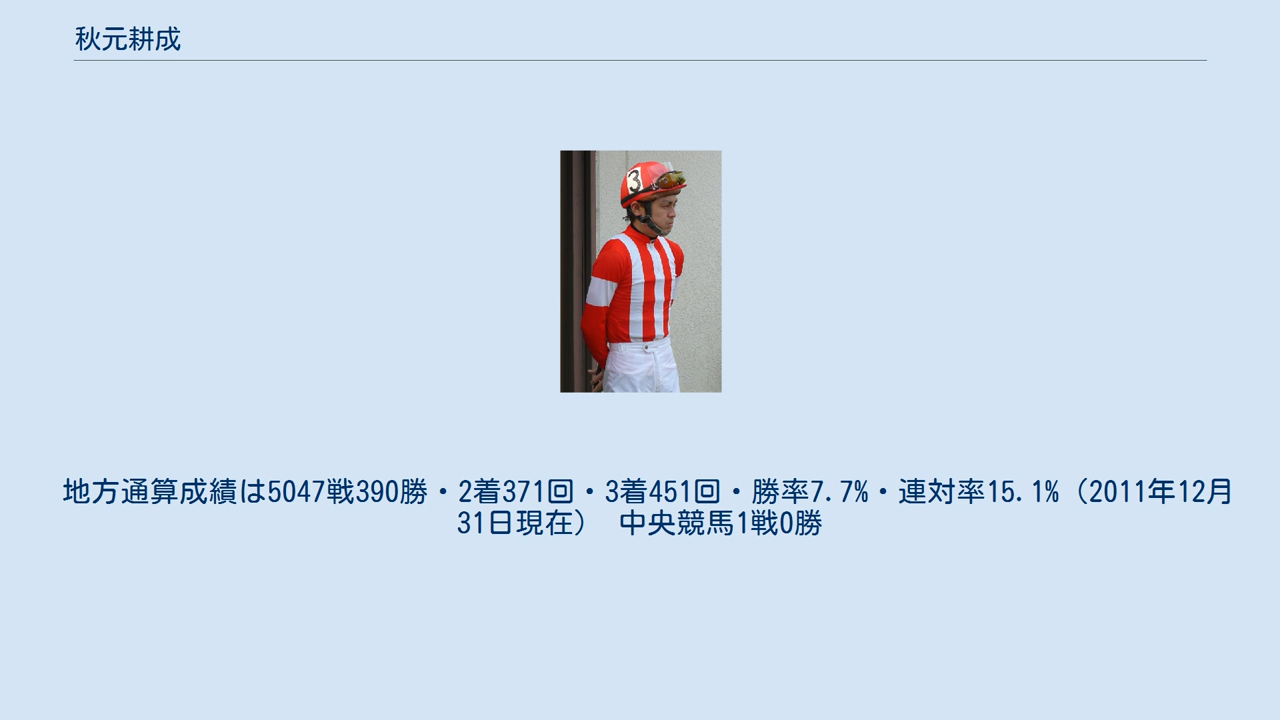 秋元耕成
3
地方通算成績は5047戦390勝・2着371回・3着451回・勝率7.7%・連対率15.1%（2011年12月
31日現在） 中央競馬1戦0勝